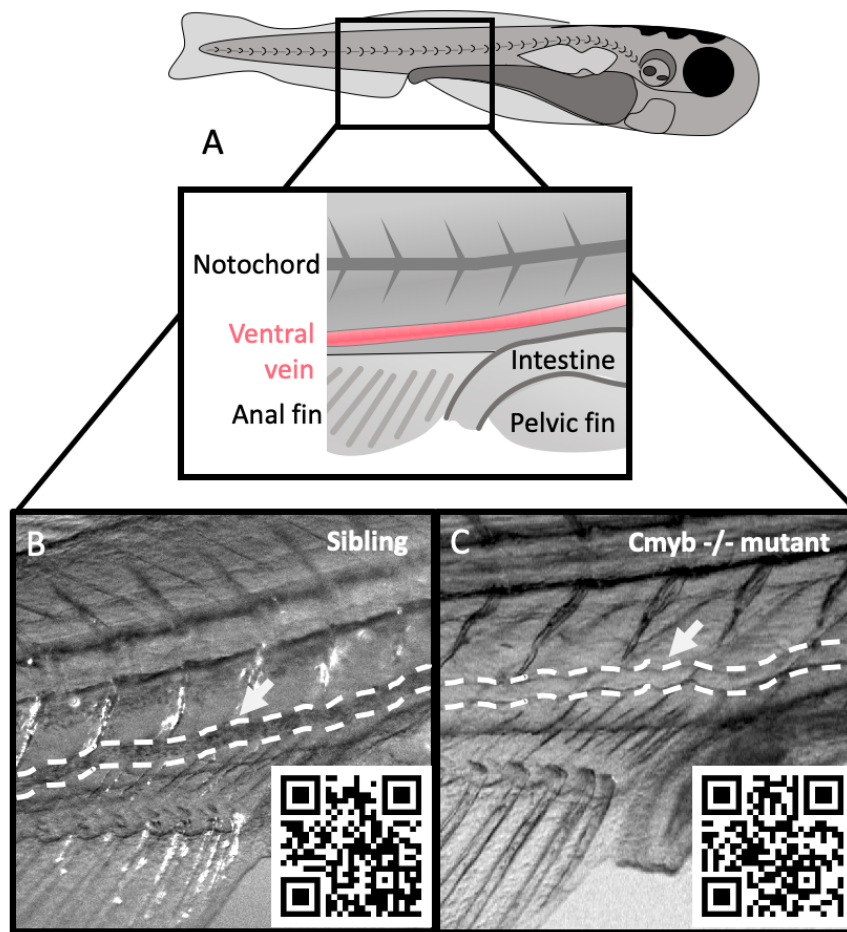 A
Notochord
Ventral
vein
Anal fin
Intestine
Pelvic fin
B
Sibling
C
Cmyb -/- mutant